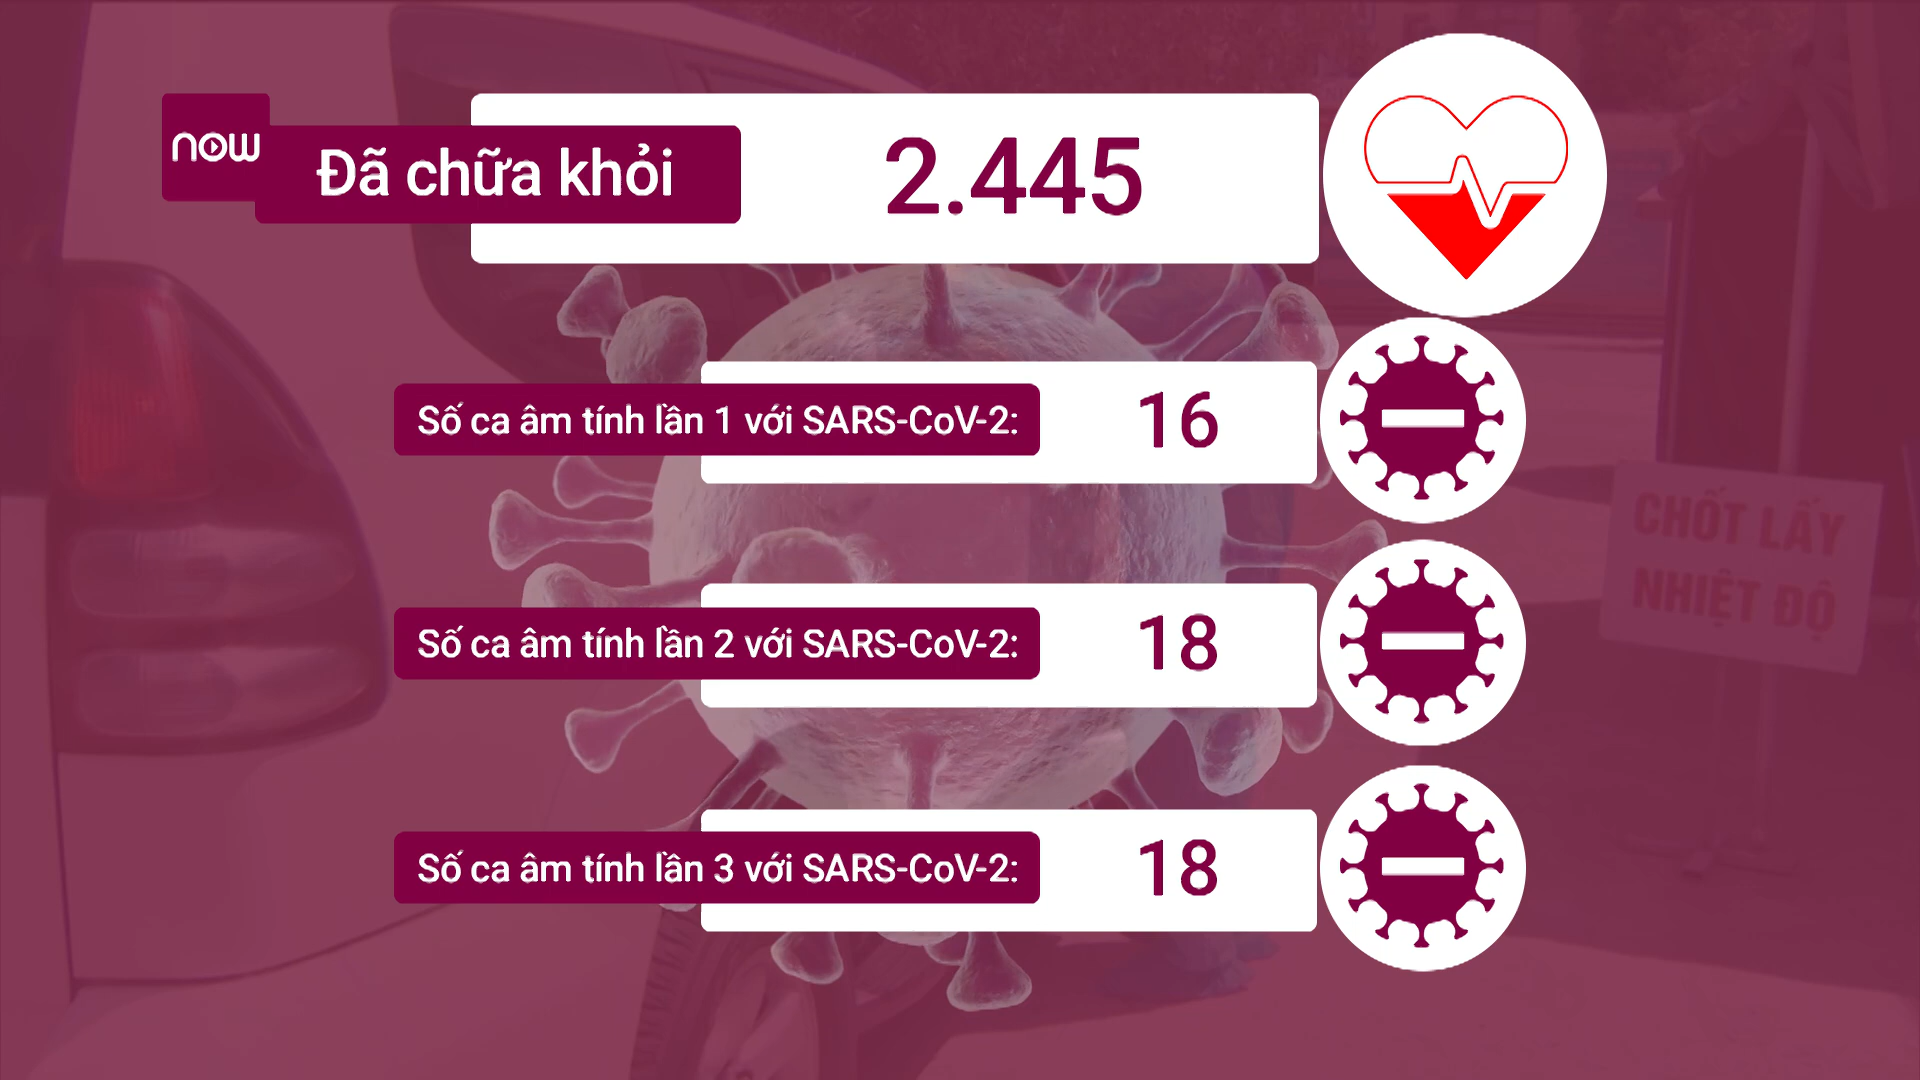 now
Đã chữa khỏi
2.445
Số ca âm tính lần 1 với SARS-CoV-2:
16
Số ca âm tính lần 2 với SARS-CoV-2:
18
Số ca âm tính lần 3 với SARS-CoV-2:
18
CHỐT LẤY
NHIỆT ĐỘ